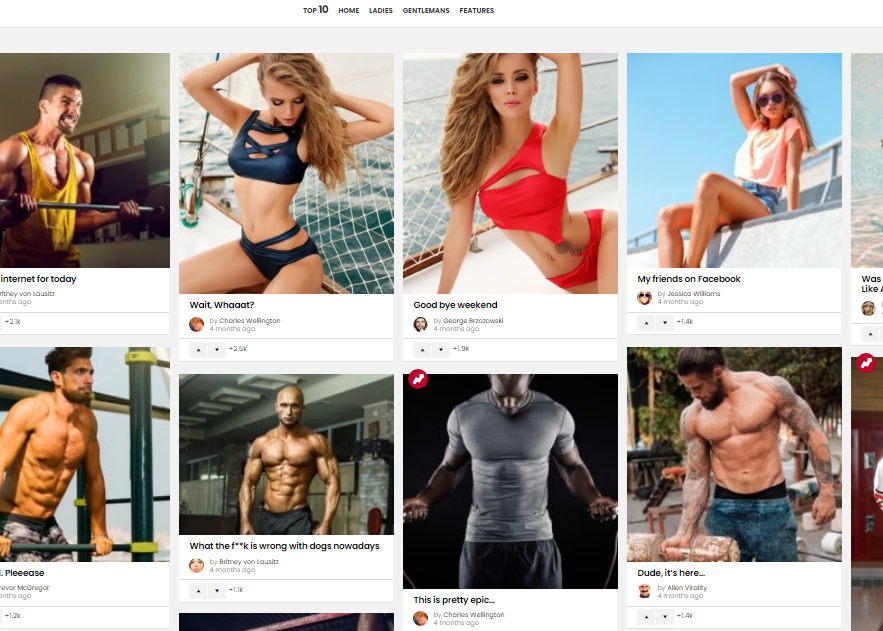 TOP 10 HOME LADIES GENTLEMANS FEATURES
internet for today
ritney von Lausitz
onths ago
+2.1k
Wait, Whaaat?
by Charles Wellington
4 months ago
+2.5k
Good bye weekend
by George Brzozowski
4 months ago
+1.9k
My friends on Facebook
by Jessica Williams
4 months ago
+1.4k
Was
Like A
. Pleeease
revor McGregor
onths ago
+1.2k
What the f**k is wrong with dogs nowadays
by Britney von Lausitz
4 months ago
+1.1k
This is pretty epic...
by Charles Wellington
4 months ago
Dude, it's here...
by Allen Virality
4 months ago
+1.4k